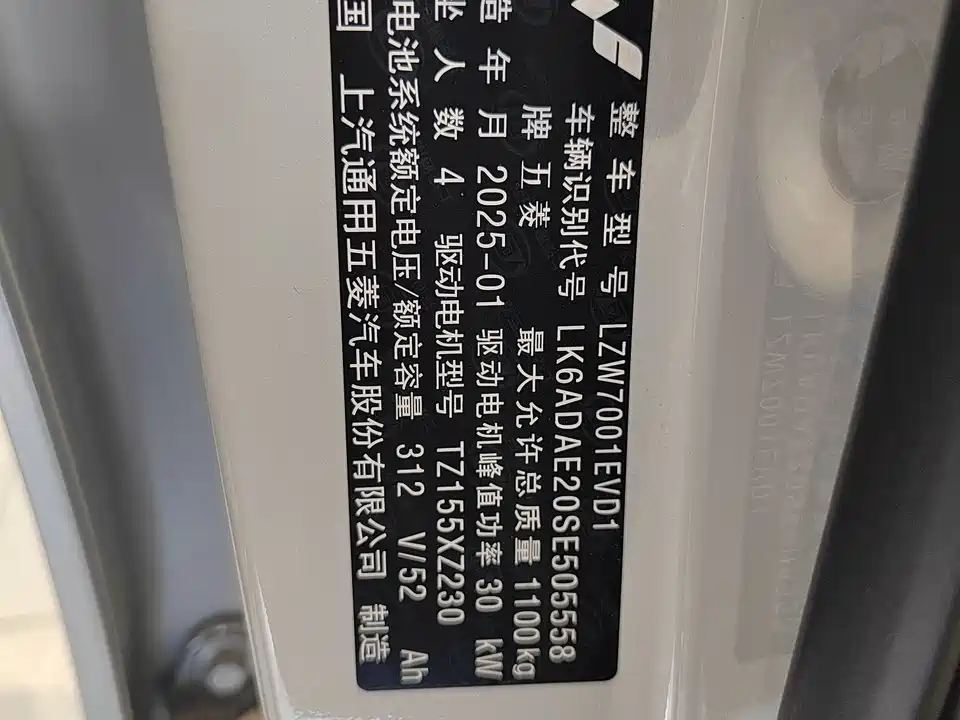 整车型号 LZW7001EVD1
车辆识别代号 LK6ADAE20SE505558
牌 五菱 最大允许总质量 1100kg
造年月 2025-01 驱动电机峰值功率 30 kW
坐人数 4 驱动电机型号 TZ155XZ230
电池系统额定电压/额定容量 312 V/52 Ah
国 上汽通用五菱汽车股份有限公司 制造